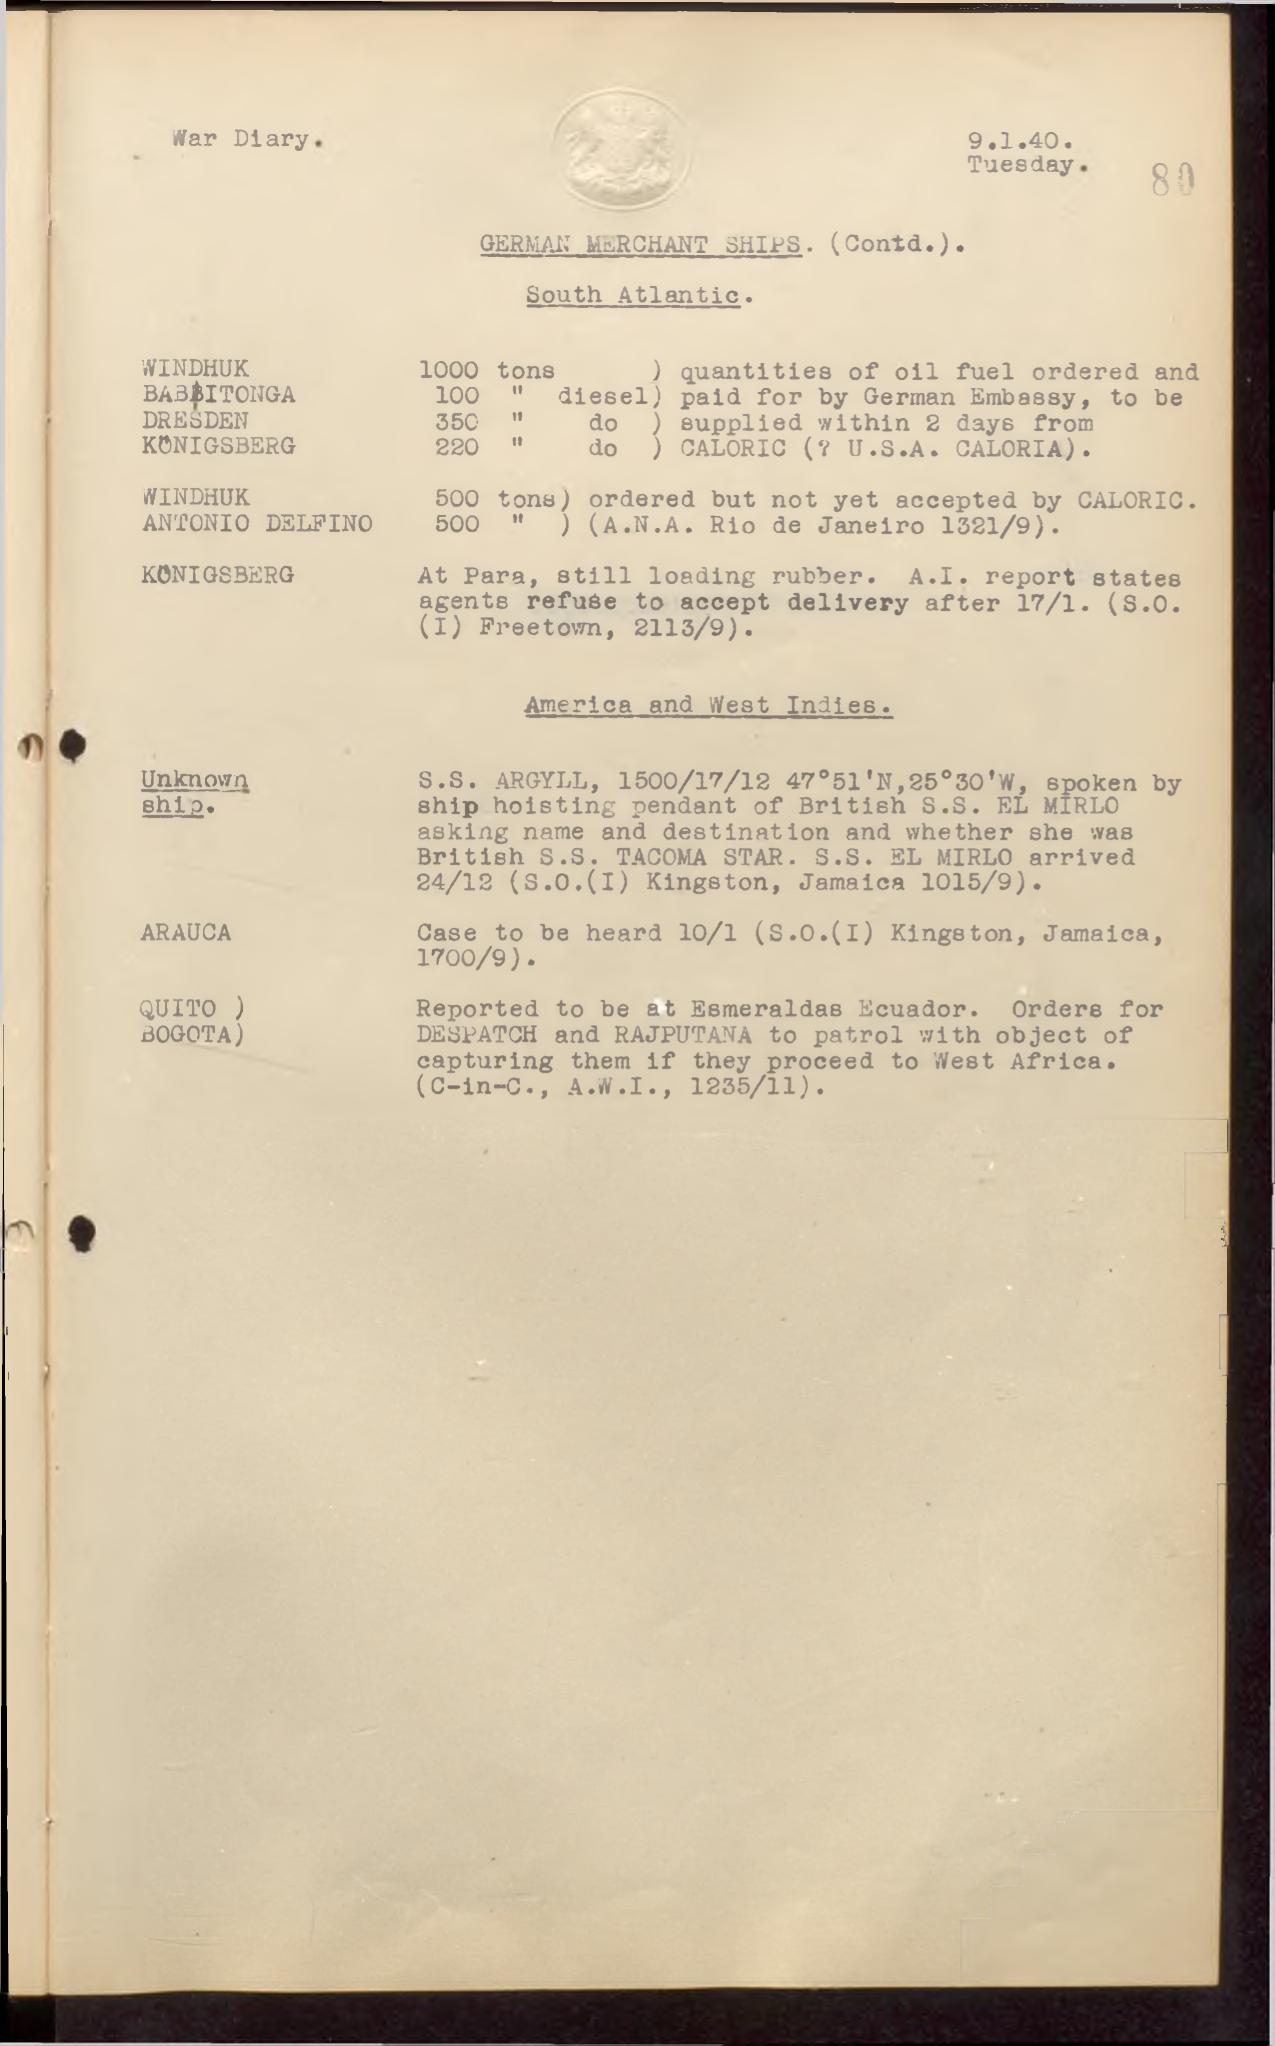 War Diary.
9.1.40.
Tuesday.
80
GERMAN MERCHANT SHIPS. (Contd.).
South Atlantic.
WINDHUK 1000 tons ) quantities of oil fuel ordered and
BABBITONGA 100 " diesel) paid for by German Embassy, to be
DRESDEN 350 " do ) supplied within 2 days from
KÖNIGSBERG 220 " do ) CALORIC (? U.S.A. CALORIA).
WINDHUK 500 tons) ordered but not yet accepted by CALORIC.
ANTONIO DELFINO 500 " ) (A.N.A. Rio de Janeiro 1321/9).
KÖNIGSBERG At Para, still loading rubber. A.I. report states
agents refuse to accept delivery after 17/1. (S.O.
(I) Freetown, 2113/9).
America and West Indies.
Unknown S.S. ARGYLL, 1500/17/12 47°51'N,25°30'W, spoken by
ship. ship hoisting pendant of British S.S. EL MIRLO
asking name and destination and whether she was
British S.S. TACOMA STAR. S.S. EL MIRLO arrived
24/12 (S.O.(I) Kingston, Jamaica 1015/9).
ARAUCA Case to be heard 10/1 (S.O.(I) Kingston, Jamaica,
1700/9).
QUITO ) Reported to be at Esmeraldas Ecuador. Orders for
BOGOTA) DESPATCH and RAJPUTANA to patrol with object of
capturing them if they proceed to West Africa.
(C-in-C., A.W.I., 1235/11).